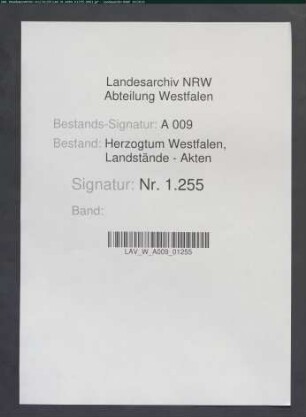 Landesarchiv NRW
Abteilung Westfalen
Bestands-Signatur: A 009
Bestand: Herzogtum Westfalen,
Landstände - Akten
Signatur: Nr. 1.255
Band:
LAV_W_A009_01255